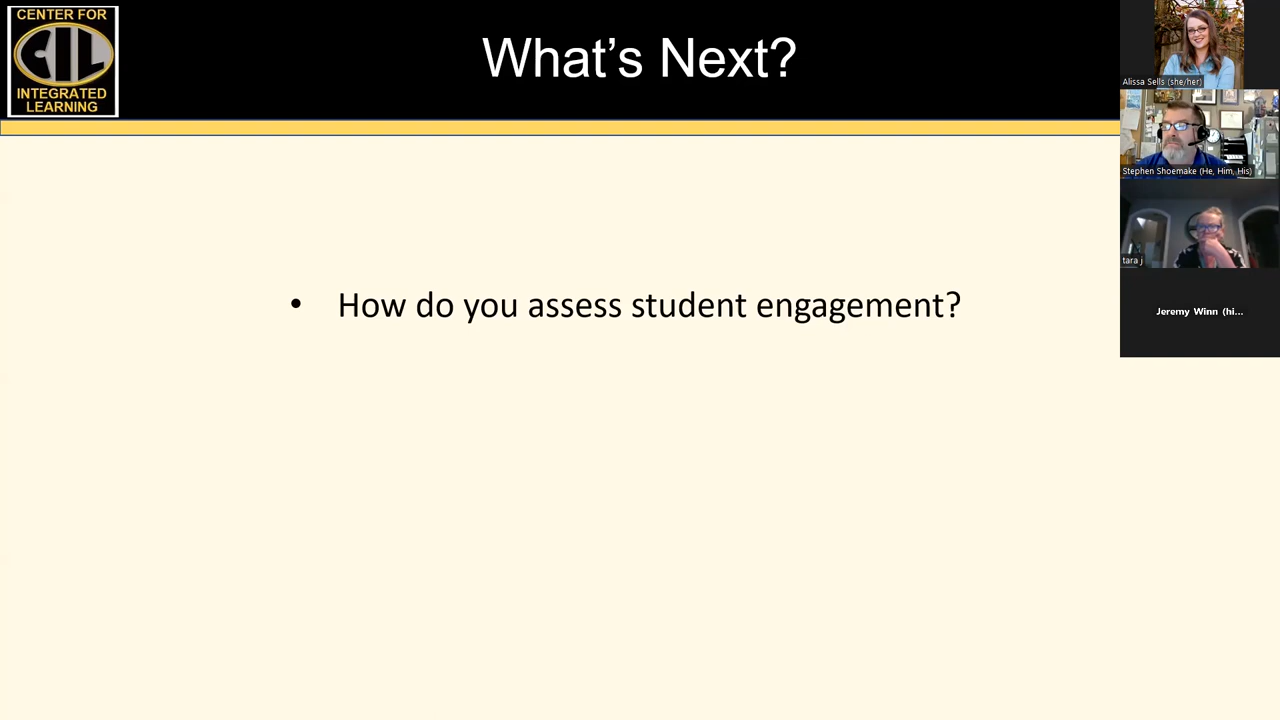 CENTER FOR
CIL
INTEGRATED
LEARNING
What's Next?
• How do you assess student engagement?
Alissa Sells (she/her)
Stephen Shoemake (He, Him, His)
tara j
Jeremy Winn (hi...